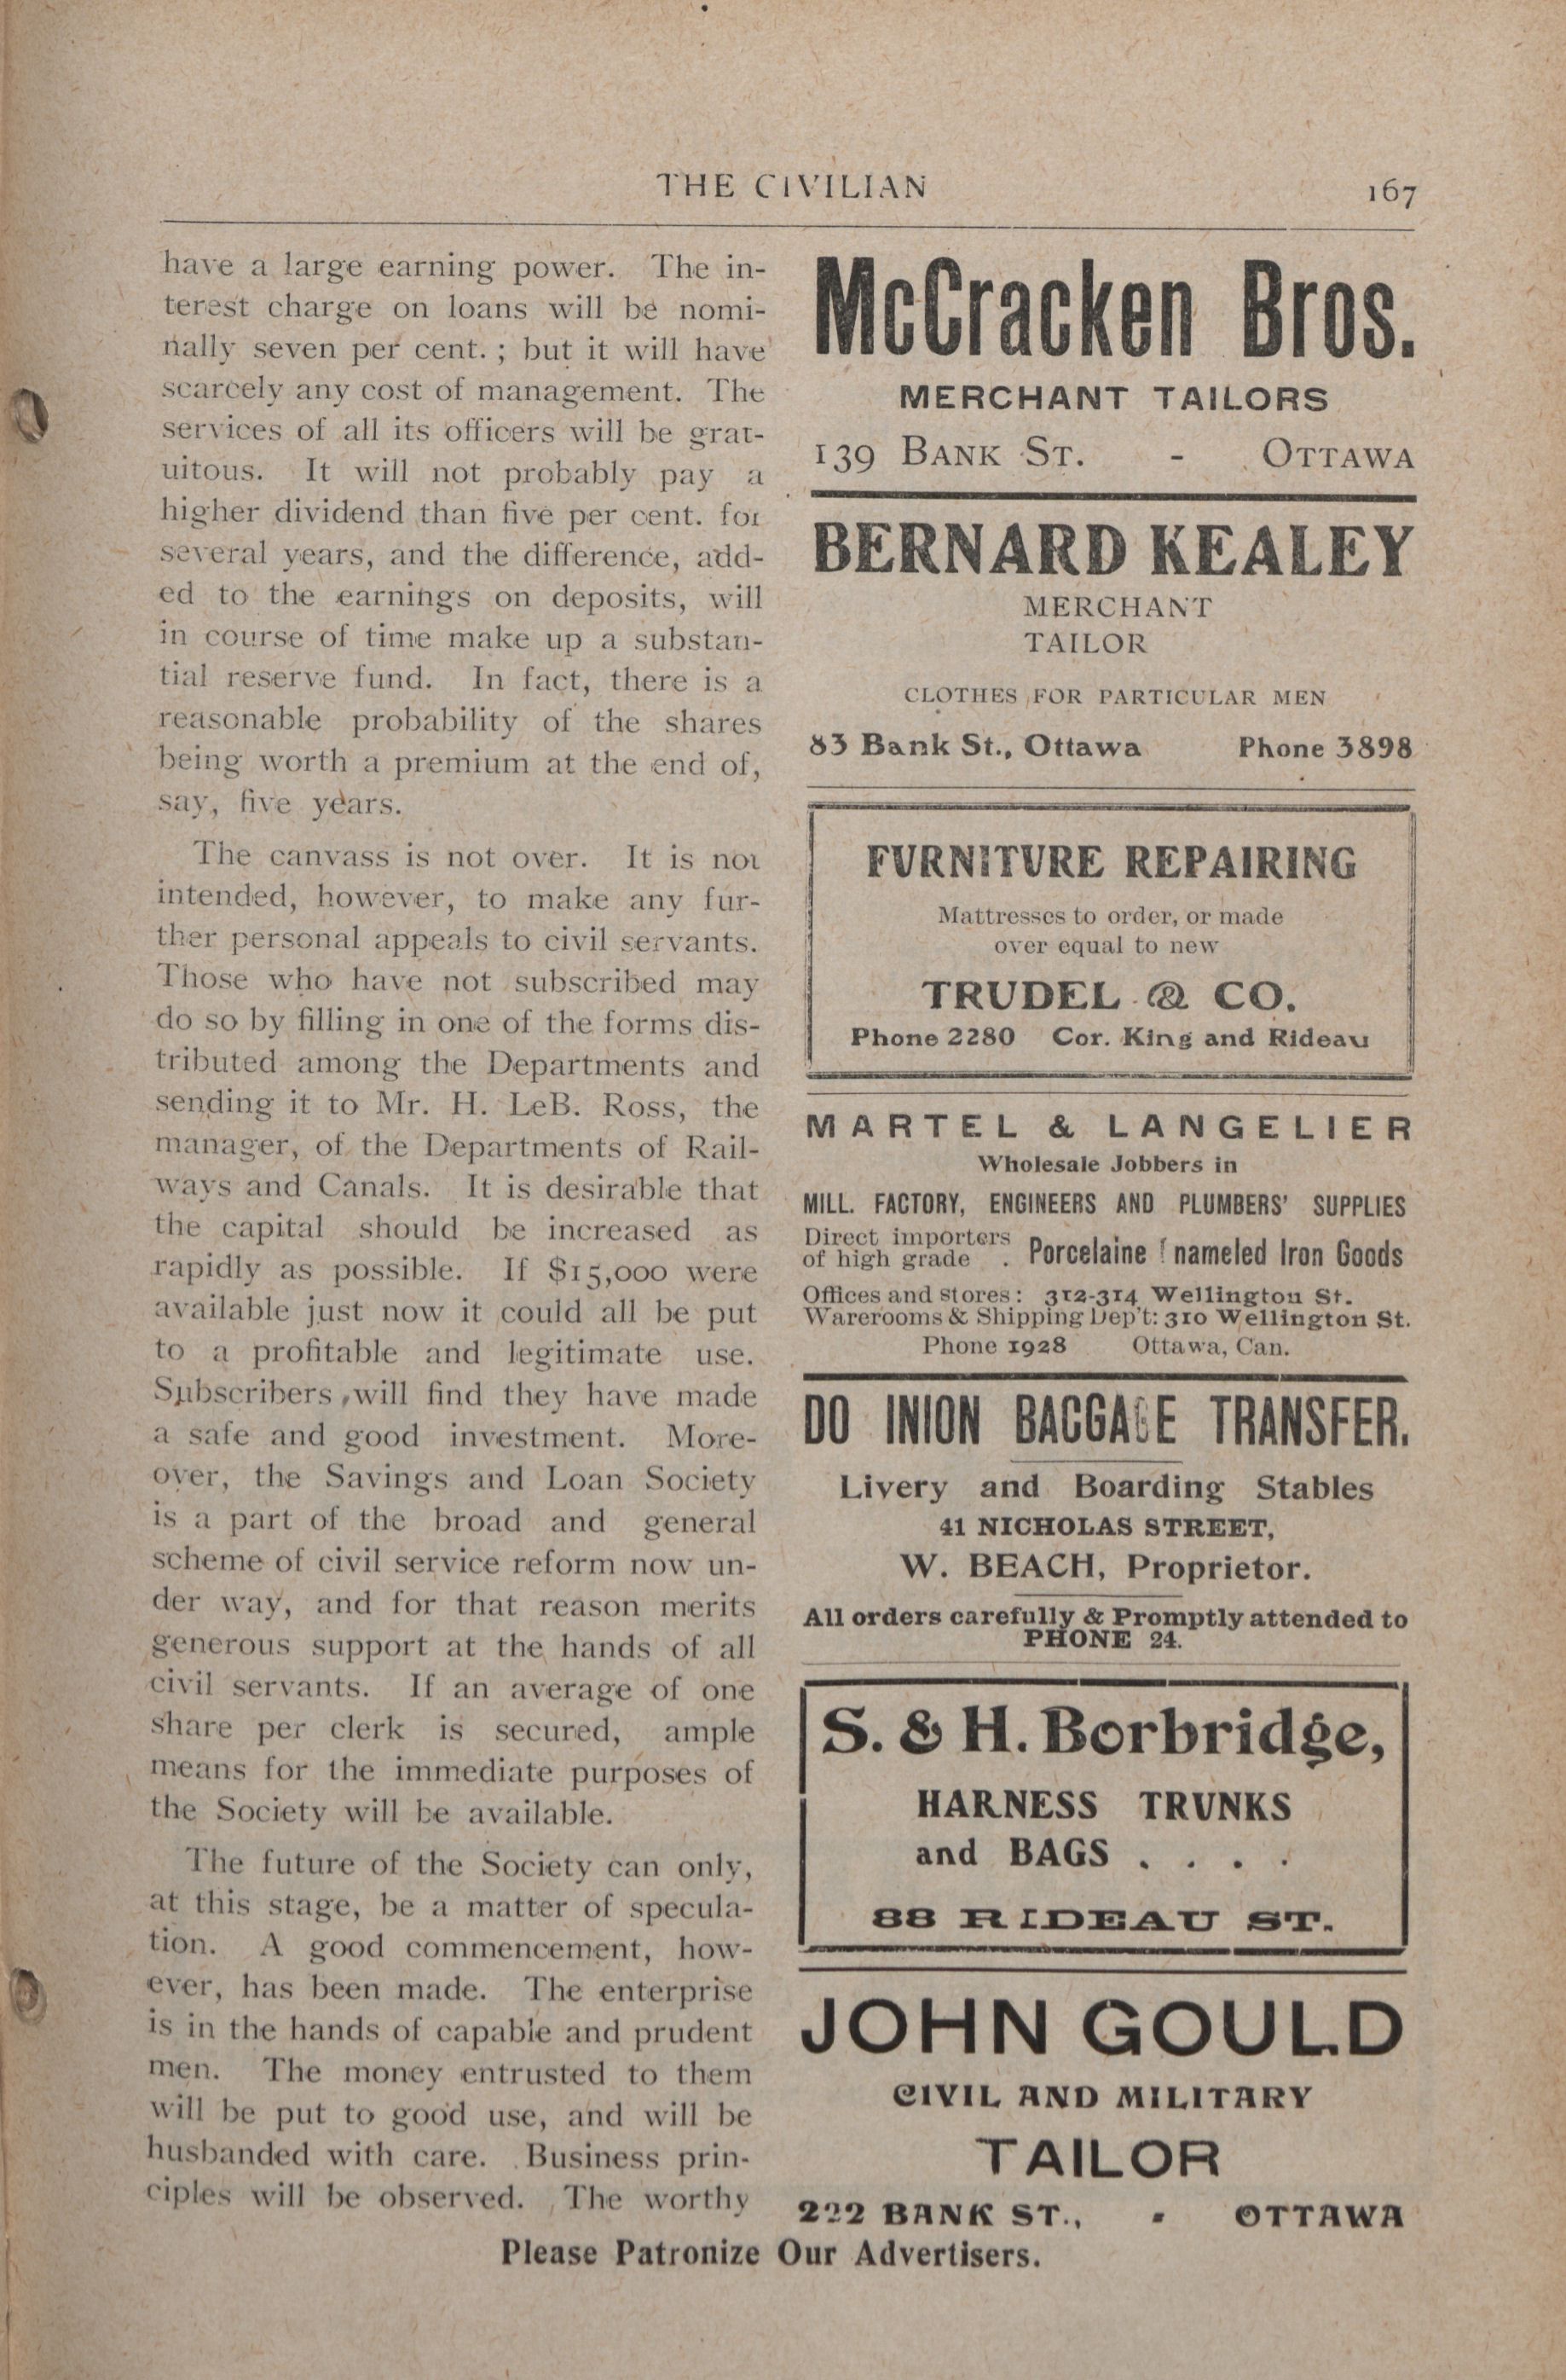 THE CIVILIAN
167
have a large earning power. The in-
terest charge on loans will be nomi-
nally seven per cent. ; but it will have
scarcely any cost of management. The
services of all its officers will be grat-
uitous. It will not probably pay a
higher dividend than five per cent. for
several years, and the difference, add-
ed to the earnings on deposits, will
in course of time make up a substan-
tial reserve fund. In fact, there is a
reasonable probability of the shares
being worth a premium at the end of,
say, five years.
The canvass is not over. It is not
intended, however, to make any fur-
ther personal appeals to civil servants.
Those who have not subscribed may
do so by filling in one of the forms dis-
tributed among the Departments and
sending it to Mr. H. LeB. Ross, the
manager, of the Departments of Rail-
ways and Canals. It is desirable that
the capital should be increased as
rapidly as possible. If $15,000 were
available just now it could all be put
to a profitable and legitimate use.
Subscribers will find they have made
a safe and good investment. More-
over, the Savings and Loan Society
is a part of the broad and general
scheme of civil service reform now un-
der way, and for that reason merits
generous support at the hands of all
civil servants. If an average of one
share per clerk is secured, ample
means for the immediate purposes of
the Society will be available.
The future of the Society can only,
at this stage, be a matter of specula-
tion. A good commencement, how-
ever, has been made. The enterprise
is in the hands of capable and prudent
men. The money entrusted to them
will be put to good use, and will be
husbanded with care. Business prin-
ciples will be observed. The worthy
McCracken Bros.
MERCHANT TAILORS
139 BANK ST. - OTTAWA
BERNARD KEALEY
MERCHANT
TAILOR
CLOTHES FOR PARTICULAR MEN
83 Bank St., Ottawa Phone 3898
FURNITURE REPAIRING
Mattresses to order, or made
over equal to new
TRUDEL & CO.
Phone 2280 Cor. King and Rideau
MARTEL & LANGELIER
Wholesale Jobbers in
MILL. FACTORY, ENGINEERS AND PLUMBERS' SUPPLIES
Direct importers
of high grade . Porcelaine nameled Iron Goods
Offices and stores: 312-314 Wellington St.
Warerooms & Shipping Dep't: 310 Wellington St.
Phone 1928 Ottawa, Can.
DO INION BAGGAGE TRANSFER.
Livery and Boarding Stables
41 NICHOLAS STREET,
W. BEACH, Proprietor.
All orders carefully & Promptly attended to
PHONE 24.
S. & H. Borbridge,
HARNESS TRUNKS
and BAGS . . . .
88 RIDEAU ST.
JOHN GOULD
CIVIL AND MILITARY
TAILOR
222 BANK ST., - OTTAWA
Please Patronize Our Advertisers.